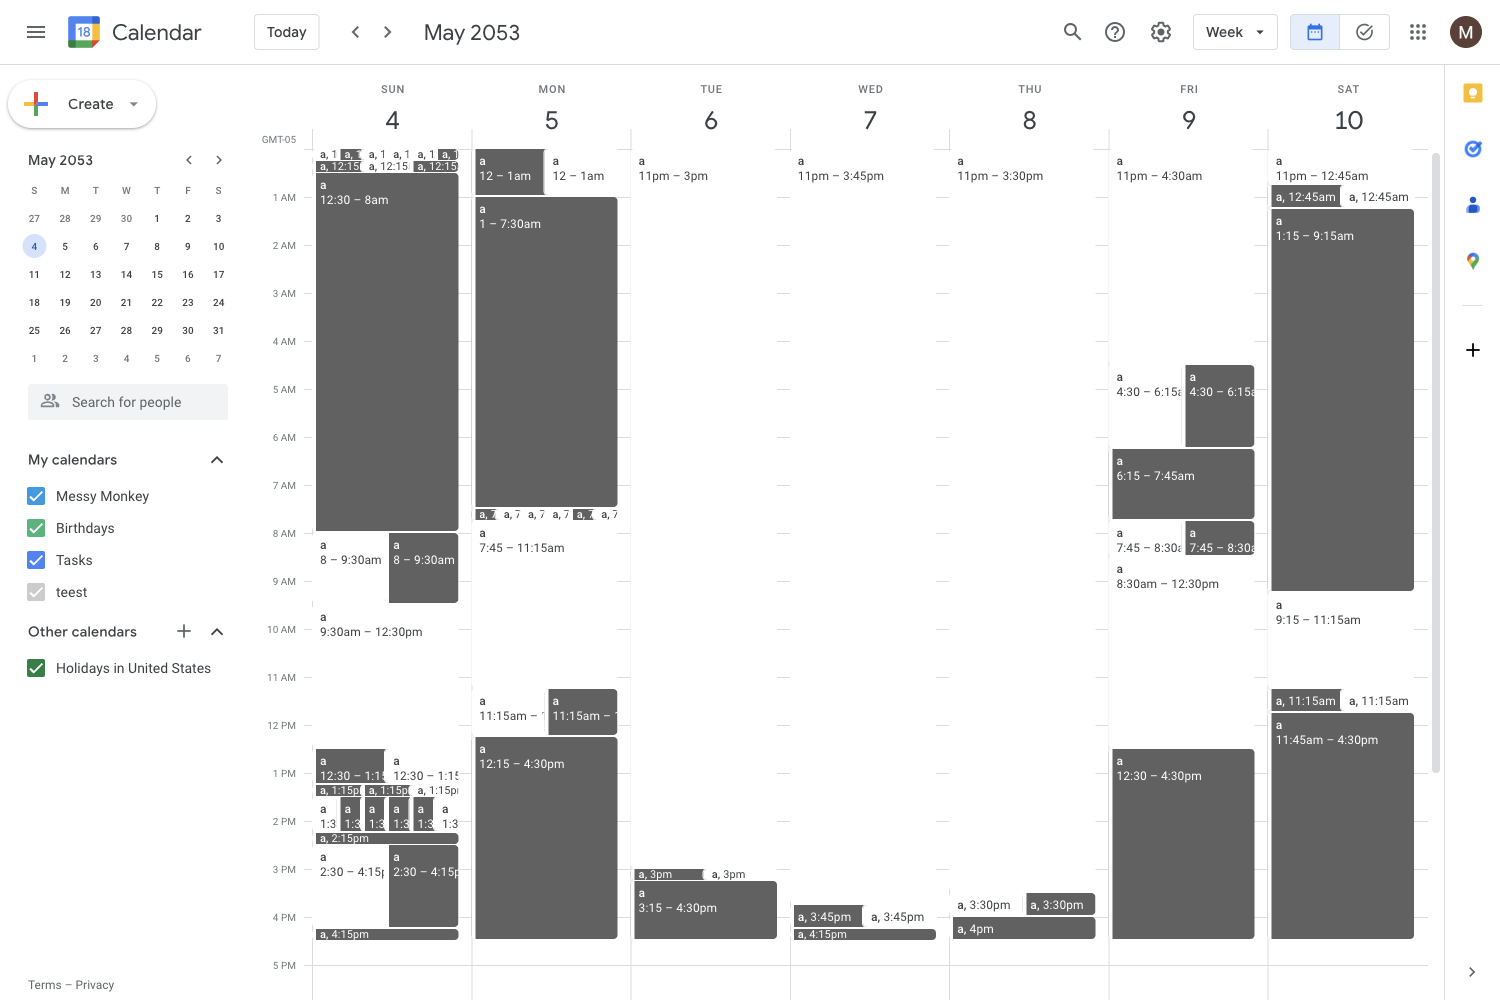 18 Calendar
Today
May 2053
Week
M
Create
May 2053
S M T W T F S
27 28 29 30 1 2 3
4 5 6 7 8 9 10
11 12 13 14 15 16 17
18 19 20 21 22 23 24
25 26 27 28 29 30 31
1 2 3 4 5 6 7
Search for people
My calendars
Messy Monkey
Birthdays
Tasks
teest
Other calendars
Holidays in United States
Terms – Privacy
SUN MON TUE WED THU FRI SAT
4 5 6 7 8 9 10
GMT-05
1 AM
2 AM
3 AM
4 AM
5 AM
6 AM
7 AM
8 AM
9 AM
10 AM
11 AM
12 PM
1 PM
2 PM
3 PM
4 PM
5 PM
a, 1 a, 1 a, 1 a, 1 a, 1
a, 12:15 a, 12:15 a, 12:15
a
12:30 – 8am
a
8 – 9:30am
a
8 – 9:30am
a
9:30am – 12:30pm
a
12:30 – 1:15
a
12:30 – 1:15
a, 1:15p a, 1:15p a, 1:15p
a a a a a a
1:3 1:3 1:3 1:3 1:3 1:3
a, 2:15pm
a
2:30 – 4:15p
a
2:30 – 4:15p
a, 4:15pm
a
12 – 1am
a
12 – 1am
a
1 – 7:30am
a, 7 a, 7 a, 7 a, 7 a, 7 a, 7
a
7:45 – 11:15am
a
11:15am –
a
11:15am –
a
12:15 – 4:30pm
a
11pm – 3pm
a, 3pm a, 3pm
a
3:15 – 4:30pm
a
11pm – 3:45pm
a, 3:45pm a, 3:45pm
a, 4:15pm
a
11pm – 3:30pm
a, 3:30pm a, 3:30pm
a, 4pm
a
11pm – 4:30am
a
4:30 – 6:15a
a
4:30 – 6:15a
a
6:15 – 7:45am
a
7:45 – 8:30a
a
7:45 – 8:30a
a
8:30am – 12:30pm
a
12:30 – 4:30pm
a
11pm – 12:45am
a, 12:45am a, 12:45am
a
1:15 – 9:15am
a
9:15 – 11:15am
a, 11:15am a, 11:15am
a
11:45am – 4:30pm